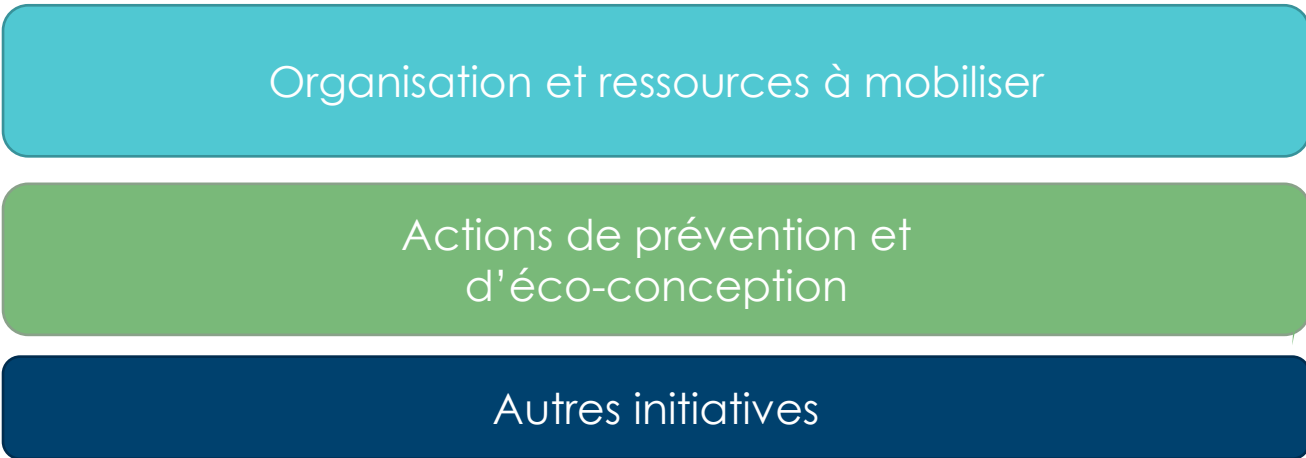 Organisation et ressources à mobiliser
Actions de prévention et
d’éco-conception
Autres initiatives